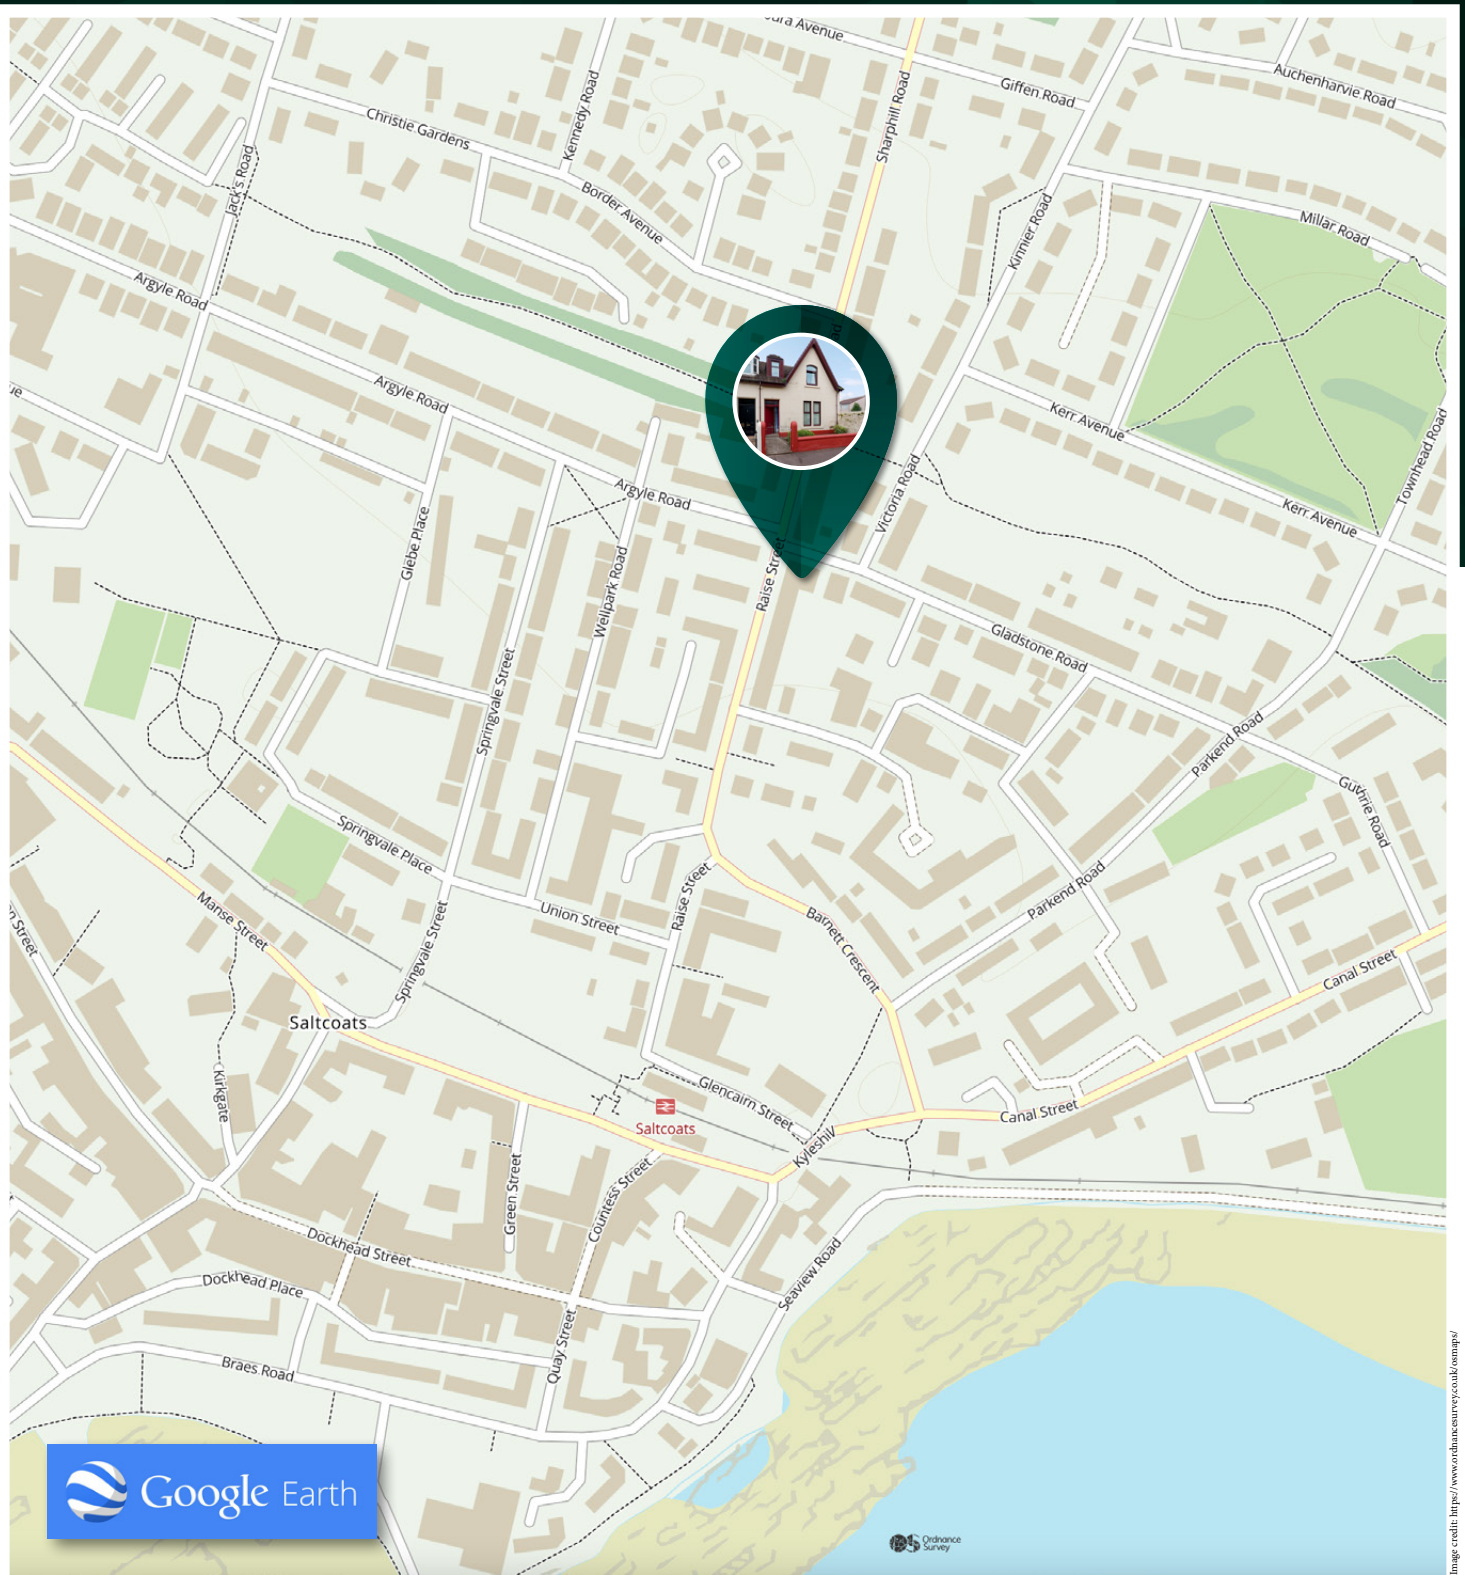 Giffen Road
Auchenharvie Road
Sharphill Road
Kennedy Road
Christie Gardens
Jack's Road
Border Avenue
Kinnier Road
Millar Road
Argyle Road
Argyle Road
Kerr Avenue
Townhead Road
Argyle Road
Victoria Road
Kerr Avenue
Glebe Place
Wellpark Road
Raise Street
Gladstone Road
Springvale Street
Parkend Road
Guthrie Road
Springvale Place
Raise Street
Parkend Road
Manse Street
Union Street
Barnett Crescent
Springvale Street
Canal Street
Saltcoats
Kirkgate
Glencairn Street
Canal Street
Saltcoats
Kyleshill
Green Street
Countess Street
Dockhead Street
Seaview Road
Dockhead Place
Quay Street
Braes Road
Google Earth
Ordnance
Survey
Image credit: https://www.ordnancesurvey.co.uk/osmaps/